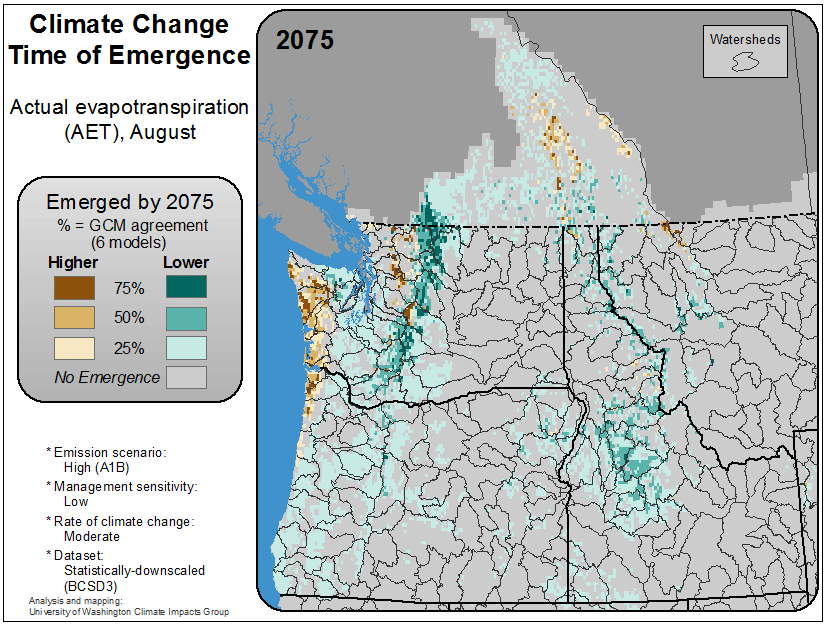 Climate Change
Time of Emergence
Actual evapotranspiration
(AET), August
Emerged by 2075
% = GCM agreement
(6 models)
Higher Lower
75%
50%
25%
No Emergence
* Emission scenario:
High (A1B)
* Management sensitivity:
Low
* Rate of climate change:
Moderate
* Dataset:
Statistically-downscaled
(BCSD3)
Analysis and mapping:
University of Washington Climate Impacts Group
2075
Watersheds